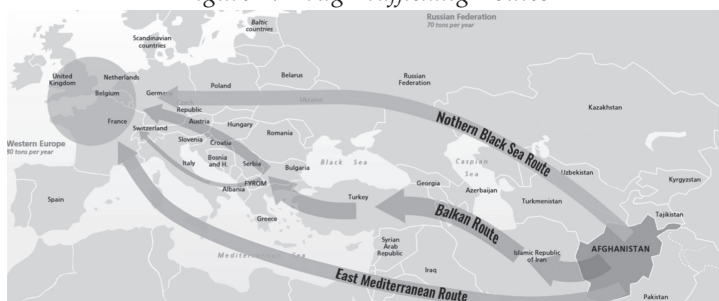 Russian Federation
70 tons per year
Baltic
countries
Scandinavian
countries
United
Kingdom
Netherlands
Belgium
Germany
Poland
Belarus
Russian
Federation
Ukraine
Czech
Republic
France
Switzerland
Austria
Hungary
Slovenia
Croatia
Romania
Kazakhstan
Western Europe
80 tons per year
Nothern Black Sea Route
Italy
Bosnia
and H.
Serbia
Bulgaria
Black Sea
Caspian
Sea
Uzbekistan
Kyrgyzstan
Spain
Albania
FYROM
Greece
Turkey
Georgia
Azerbaijan
Turkmenistan
Tajikistan
Balkan Route
Syrian
Arab
Republic
Islamic Republic
of Iran
AFGHANISTAN
Mediterranean Sea
Iraq
East Mediterranean Route
Pakistan